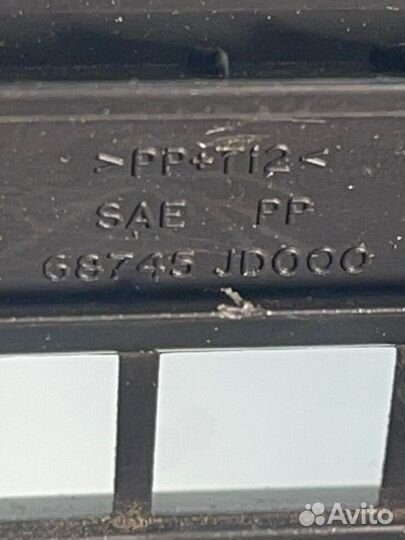 >PP+T12<
SAE PP
68745 JD000
Avito